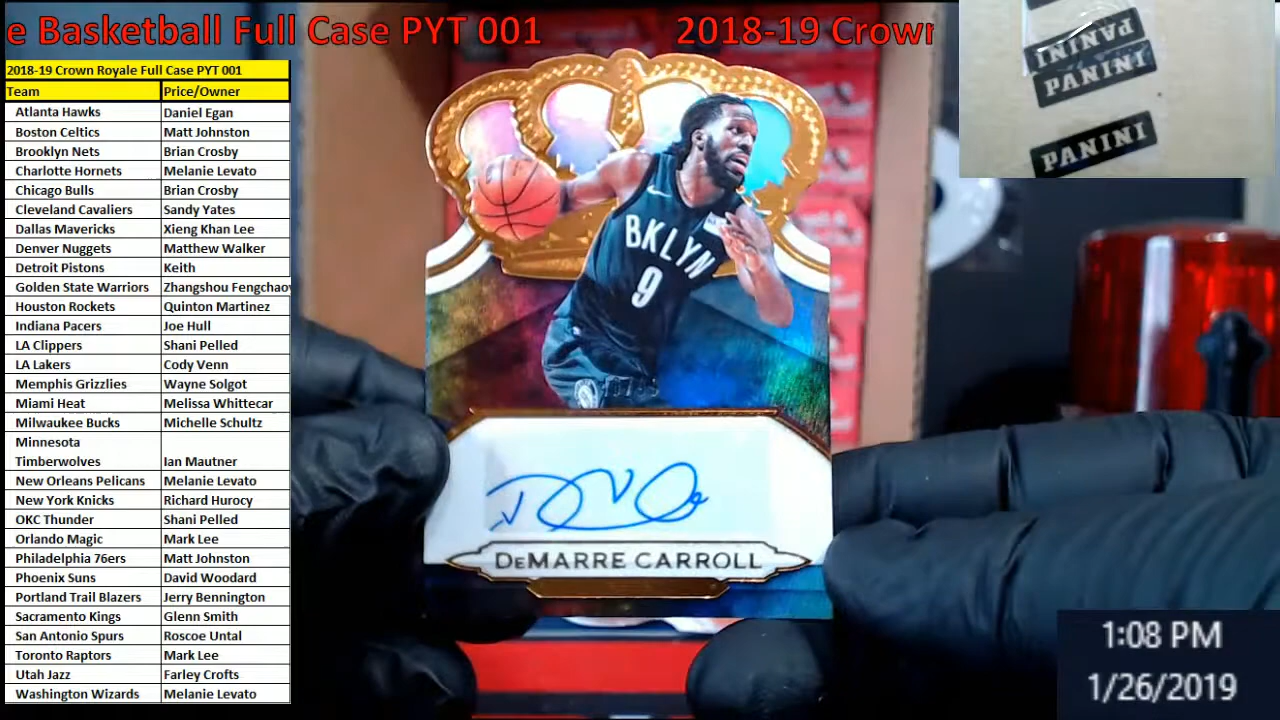 e Basketball Full Case PYT 001 2018-19 Crown
2018-19 Crown Royale Full Case PYT 001
Team Price/Owner
Atlanta Hawks Daniel Egan
Boston Celtics Matt Johnston
Brooklyn Nets Brian Crosby
Charlotte Hornets Melanie Levato
Chicago Bulls Brian Crosby
Cleveland Cavaliers Sandy Yates
Dallas Mavericks Xieng Khan Lee
Denver Nuggets Matthew Walker
Detroit Pistons Keith
Golden State Warriors Zhangshou Fengchao
Houston Rockets Quinton Martinez
Indiana Pacers Joe Hull
LA Clippers Shani Pelled
LA Lakers Cody Venn
Memphis Grizzlies Wayne Solgot
Miami Heat Melissa Whittecar
Milwaukee Bucks Michelle Schultz
Minnesota
Timberwolves Ian Mautner
New Orleans Pelicans Melanie Levato
New York Knicks Richard Hurocy
OKC Thunder Shani Pelled
Orlando Magic Mark Lee
Philadelphia 76ers Matt Johnston
Phoenix Suns David Woodard
Portland Trail Blazers Jerry Bennington
Sacramento Kings Glenn Smith
San Antonio Spurs Roscoe Untal
Toronto Raptors Mark Lee
Utah Jazz Farley Crofts
Washington Wizards Melanie Levato
BKLYN
9
DEMARRE CARROLL
PANINI
PANINI
PANINI
1:08 PM
1/26/2019